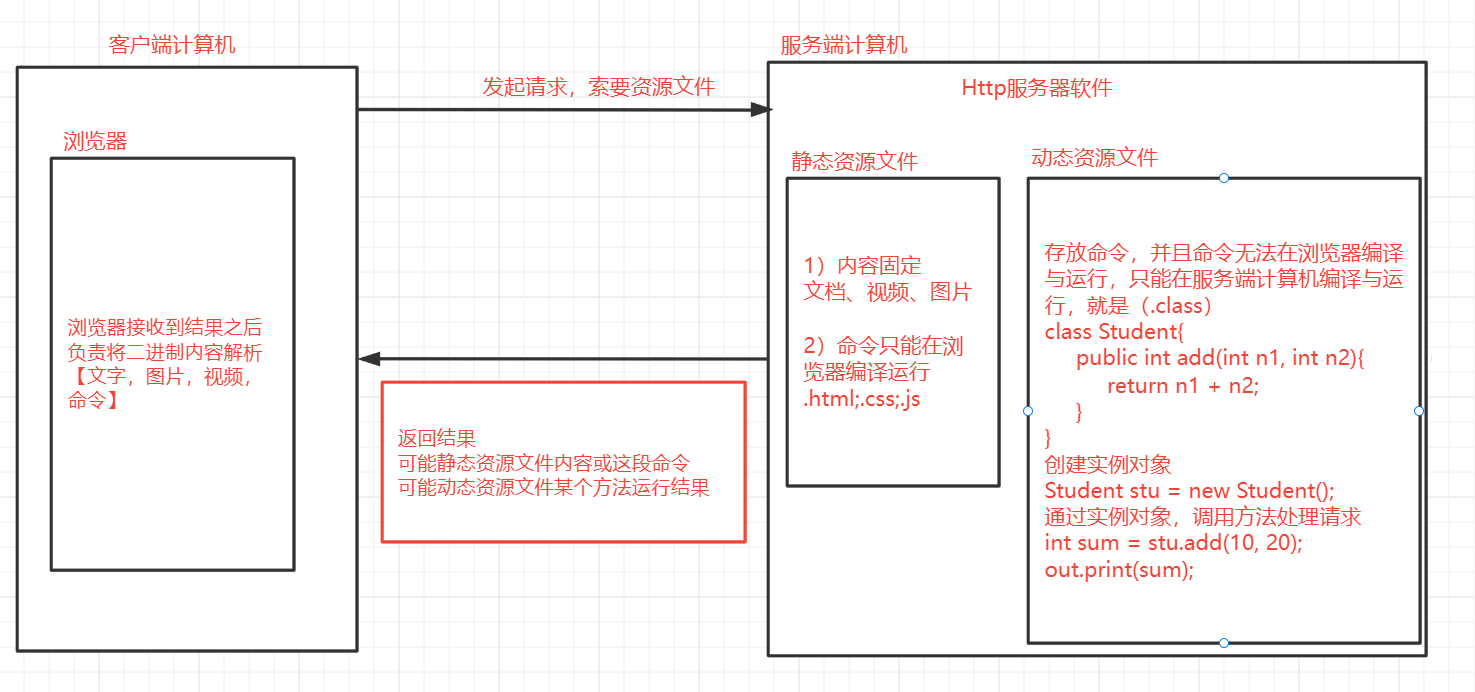 客户端计算机
浏览器
浏览器接收到结果之后
负责将二进制内容解析
【文字，图片，视频，
命令】
发起请求，索要资源文件
返回结果
可能静态资源文件内容或这段命令
可能动态资源文件某个方法运行结果
服务端计算机
Http服务器软件
静态资源文件
1）内容固定
文档、视频、图片
2）命令只能在浏
览器编译运行
.html;.css;.js
动态资源文件
存放命令，并且命令无法在浏览器编译
与运行，只能在服务端计算机编译与运
行，就是（.class）
class Student{
public int add(int n1, int n2){
return n1 + n2;
}
}
创建实例对象
Student stu = new Student();
通过实例对象，调用方法处理请求
int sum = stu.add(10, 20);
out.print(sum);